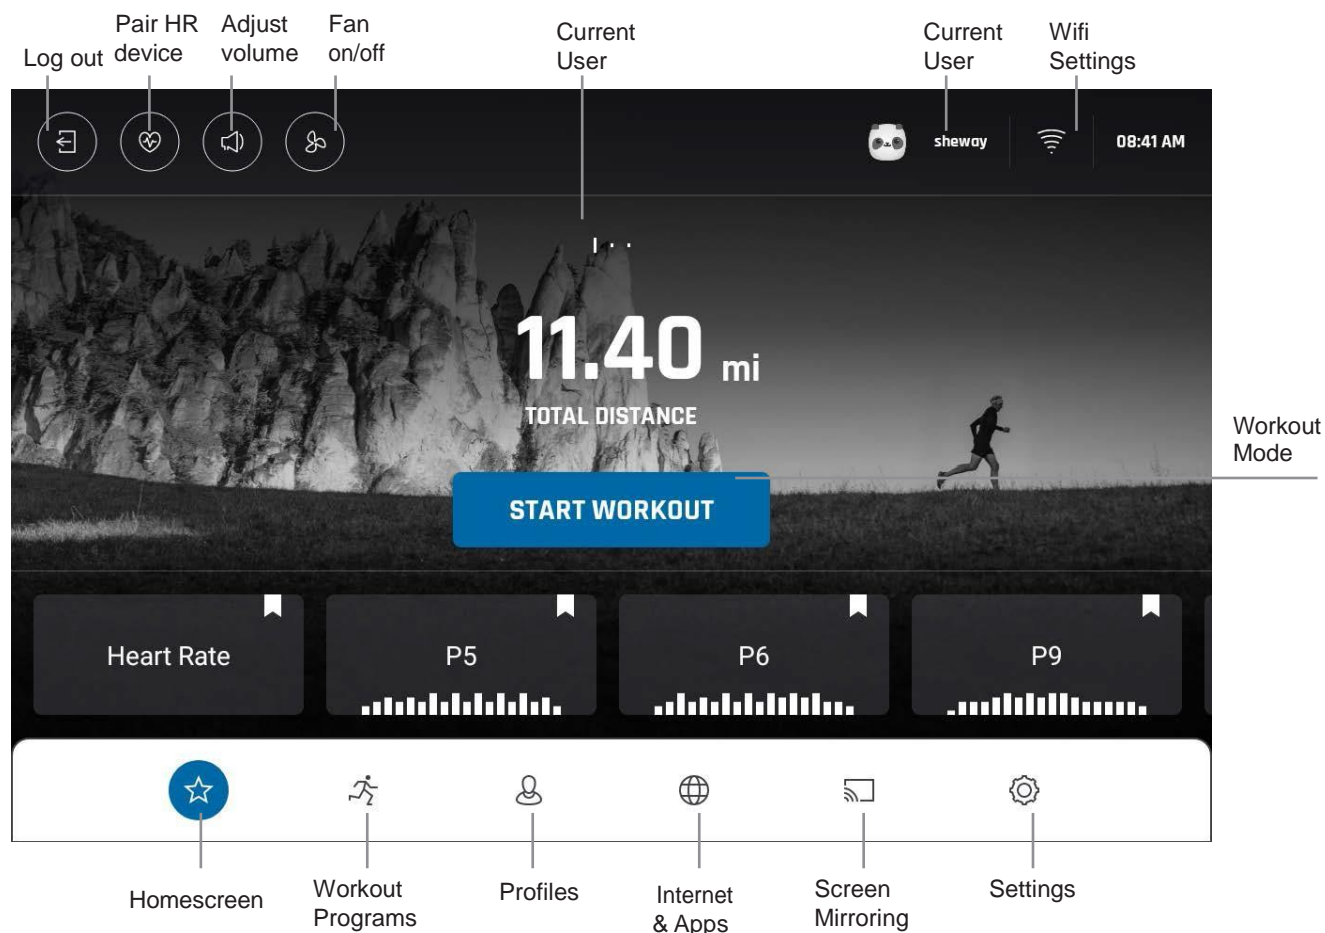 Log out
Pair HR
device
Adjust
volume
Fan
on/off
Current
User
Current
User
Wifi
Settings
sheway
08:41 AM
11.40 mi
TOTAL DISTANCE
Workout
Mode
START WORKOUT
Heart Rate
P5
P6
P9
Homescreen
Workout
Programs
Profiles
Internet
& Apps
Screen
Mirroring
Settings